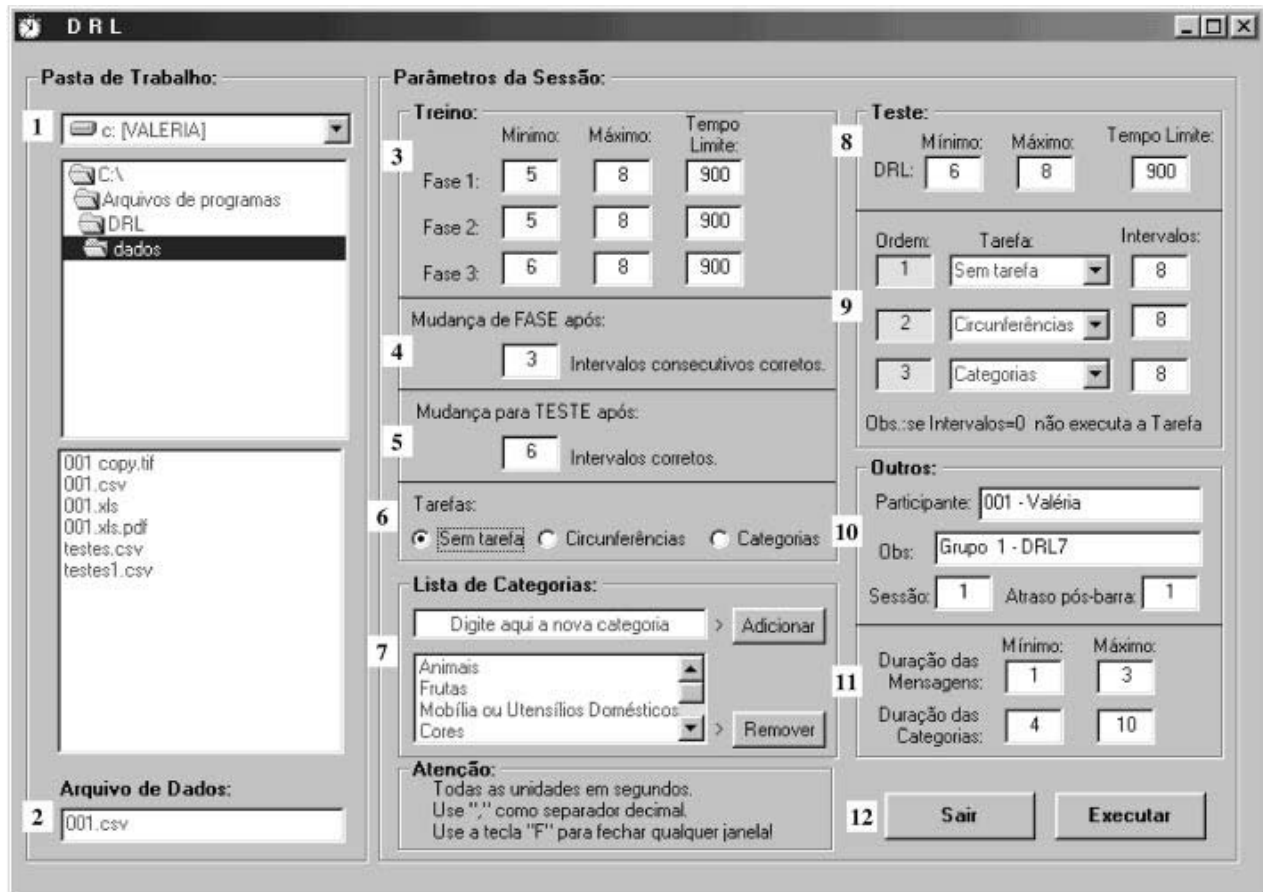 D R L
Pasta de Trabalho:
1
c: [VALERIA]
C:\
Arquivos de programas
DRL
dados
001 copy.tif
001.csv
001.xls
001.xls.pdf
testes.csv
testes1.csv
Arquivo de Dados:
2
001.csv
Parâmetros da Sessão:
Treino:
3
Mínimo: Máximo: Tempo Limite:
Fase 1: 5 8 900
Fase 2: 5 8 900
Fase 3: 6 8 900
Mudança de FASE após:
4
3 Intervalos consecutivos corretos.
Mudança para TESTE após:
5
6 Intervalos corretos.
6
Tarefas:
Sem tarefa Circunferências Categorias
Lista de Categorias:
Digite aqui a nova categoria > Adicionar
7
Animais
Frutas
Mobília ou Utensílios Domésticos
Cores
> Remover
Atenção:
Todas as unidades em segundos.
Use "," como separador decimal.
Use a tecla "F" para fechar qualquer janela!
Teste:
8
Mínimo: Máximo: Tempo Limite:
DRL: 6 8 900
Ordem: Tarefa: Intervalos:
1 Sem tarefa 8
9
2 Circunferências 8
3 Categorias 8
Obs.:se Intervalos=0 não executa a Tarefa
Outros:
Participante: 001 - Valéria
10
Obs: Grupo 1 - DRL7
Sessão: 1 Atraso pós-barra: 1
Mínimo: Máximo:
11
Duração das Mensagens: 1 3
Duração das Categorias: 4 10
12
Sair Executar